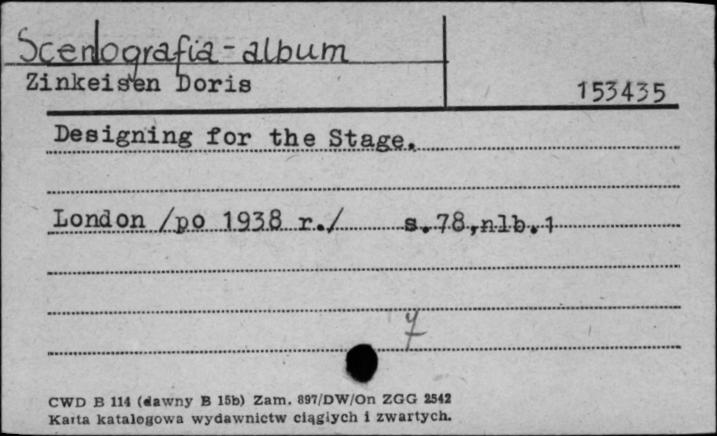 Scenografia - album
Zinkeisen Doris
153435
Designing for the Stage.
London /po 1938 r./ s.78,nlb.1
CWD B 114 (dawny B 15b) Zam. 897/DW/On ZGG 2542
Karta katalogowa wydawnictw ciągłych i zwartych.